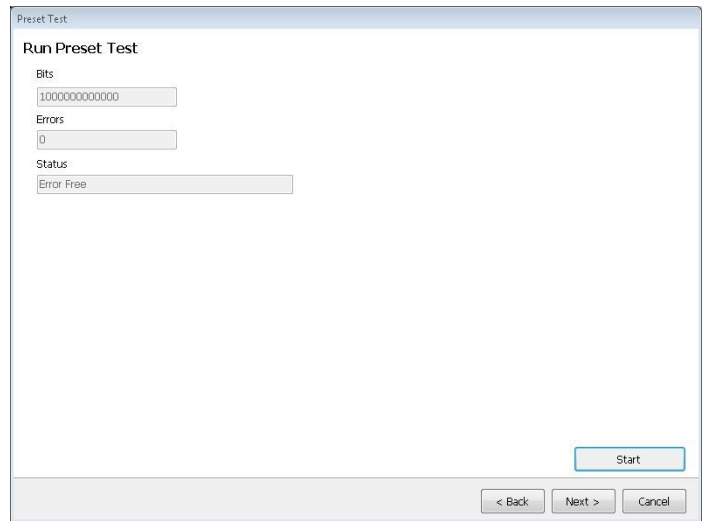 Preset Test
Run Preset Test
Bits
1000000000000
Errors
0
Status
Error Free
Start
< Back
Next >
Cancel